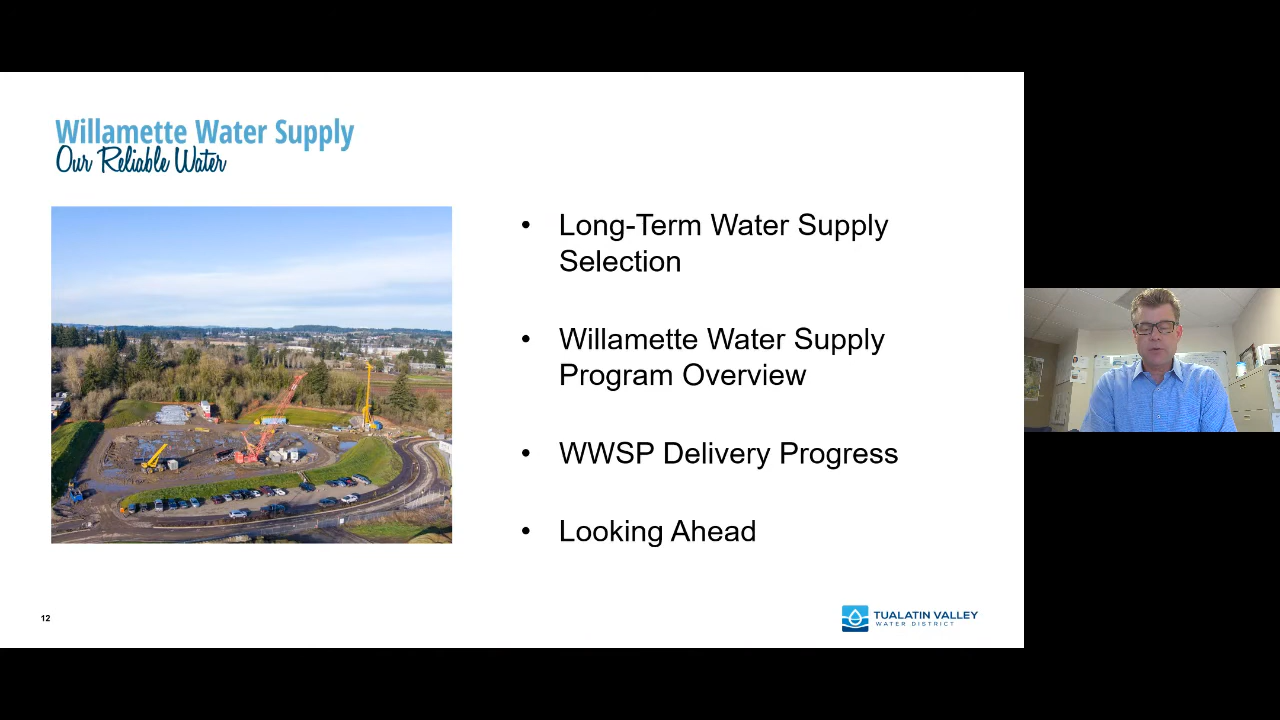 Willamette Water Supply
Our Reliable Water
• Long-Term Water Supply
Selection
• Willamette Water Supply
Program Overview
• WWSP Delivery Progress
• Looking Ahead
12
TUALATIN VALLEY
WATER DISTRICT